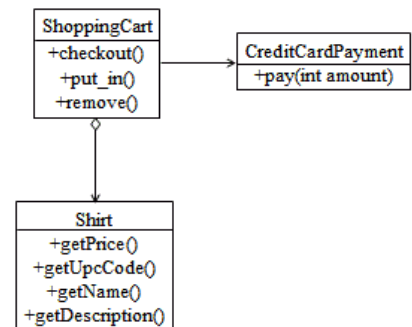 ShoppingCart
+checkout()
+put_in()
+remove()
CreditCardPayment
+pay(int amount)
Shirt
+getPrice()
+getUpcCode()
+getName()
+getDescription()